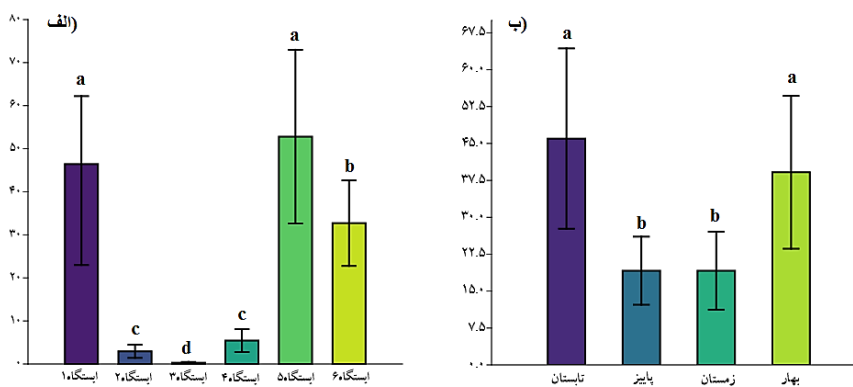 الف)
۸۰
۷۰
۶۰
۵۰
۴۰
۳۰
۲۰
۱۰
۰
a
c
d
c
a
b
ایستگاه۱ ایستگاه۲ ایستگاه۳ ایستگاه۴ ایستگاه۵ ایستگاه۶
ب)
۶۷.۵
۶۰.۰
۵۲.۵
۴۵.۰
۳۷.۵
۳۰.۰
۲۲.۵
۱۵.۰
۷.۵
۰.۰
a
b
b
a
تابستان پاییز زمستان بهار